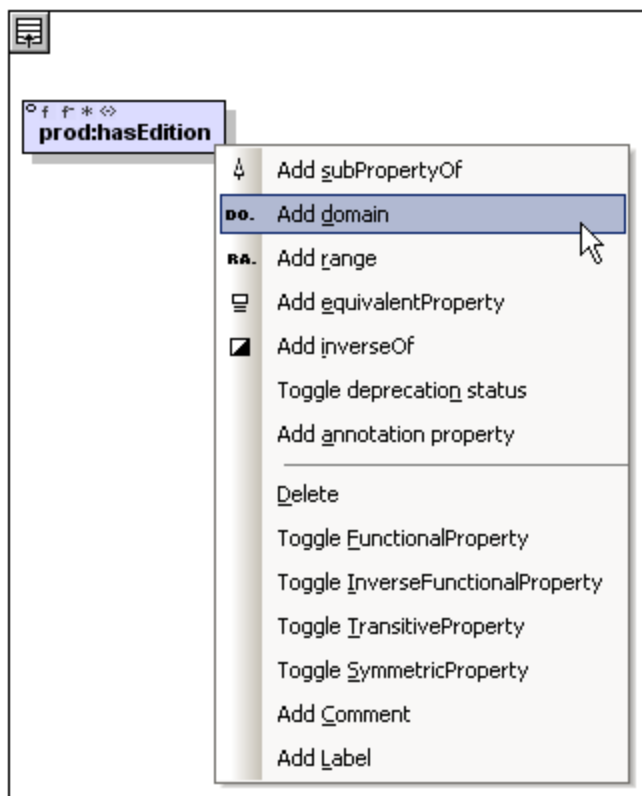 f f⁻ * <>
prod:hasEdition
Add subPropertyOf
DO. Add domain
RA. Add range
Add equivalentProperty
Add inverseOf
Toggle deprecation status
Add annotation property
Delete
Toggle FunctionalProperty
Toggle InverseFunctionalProperty
Toggle TransitiveProperty
Toggle SymmetricProperty
Add Comment
Add Label